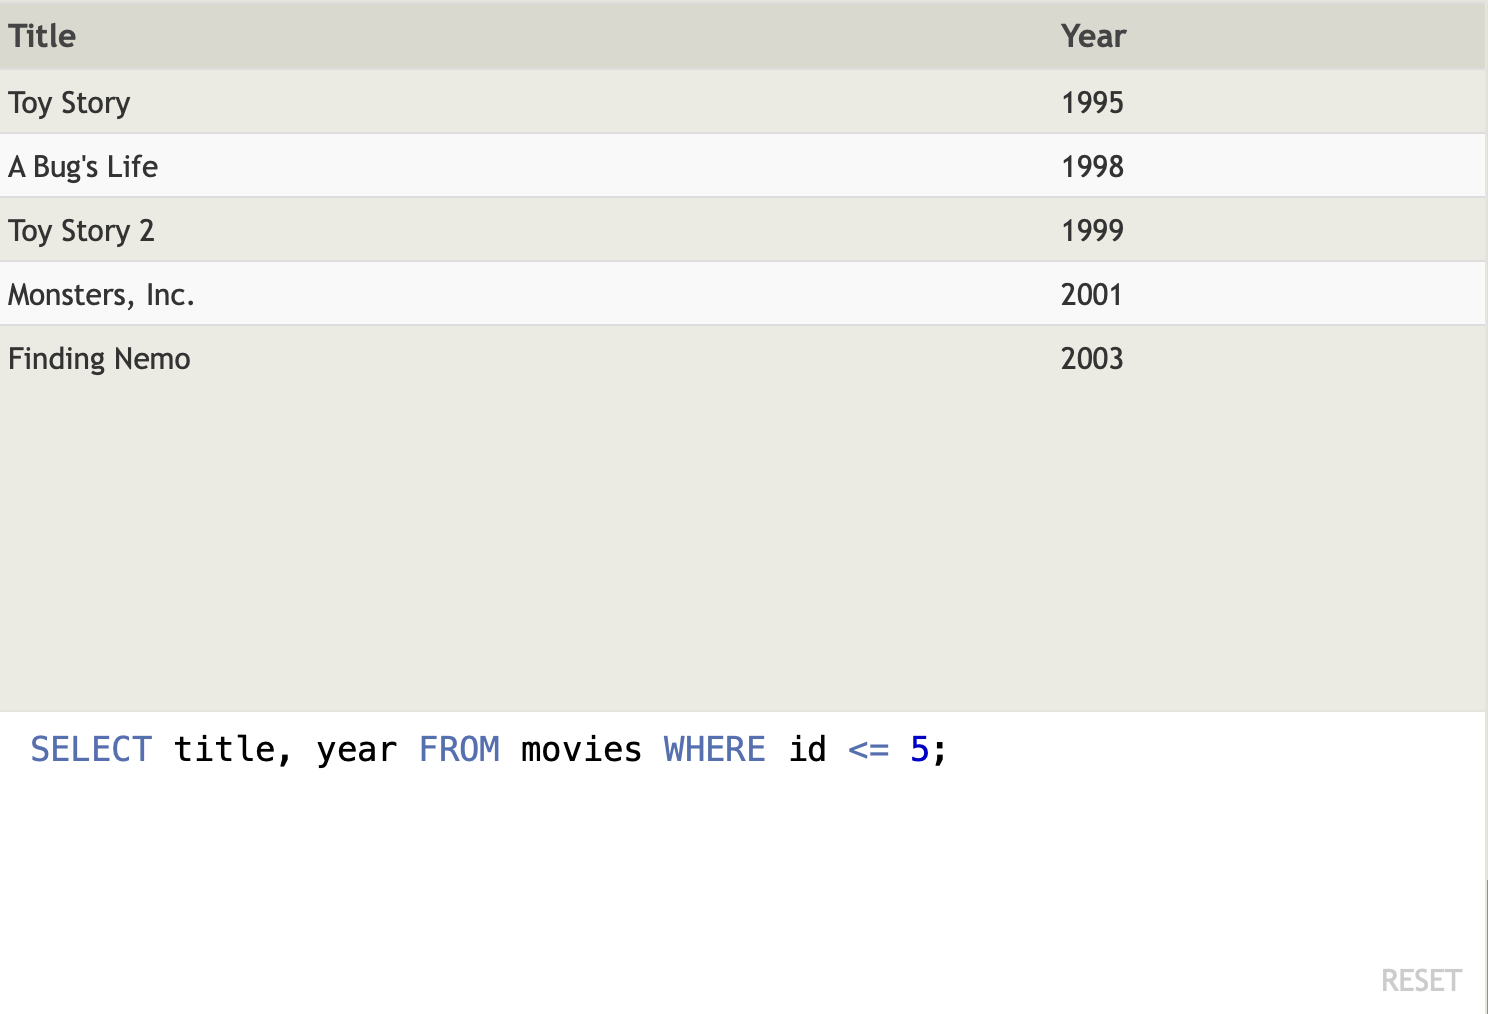 Title Year
Toy Story 1995
A Bug's Life 1998
Toy Story 2 1999
Monsters, Inc. 2001
Finding Nemo 2003
SELECT title, year FROM movies WHERE id <= 5;
RESET